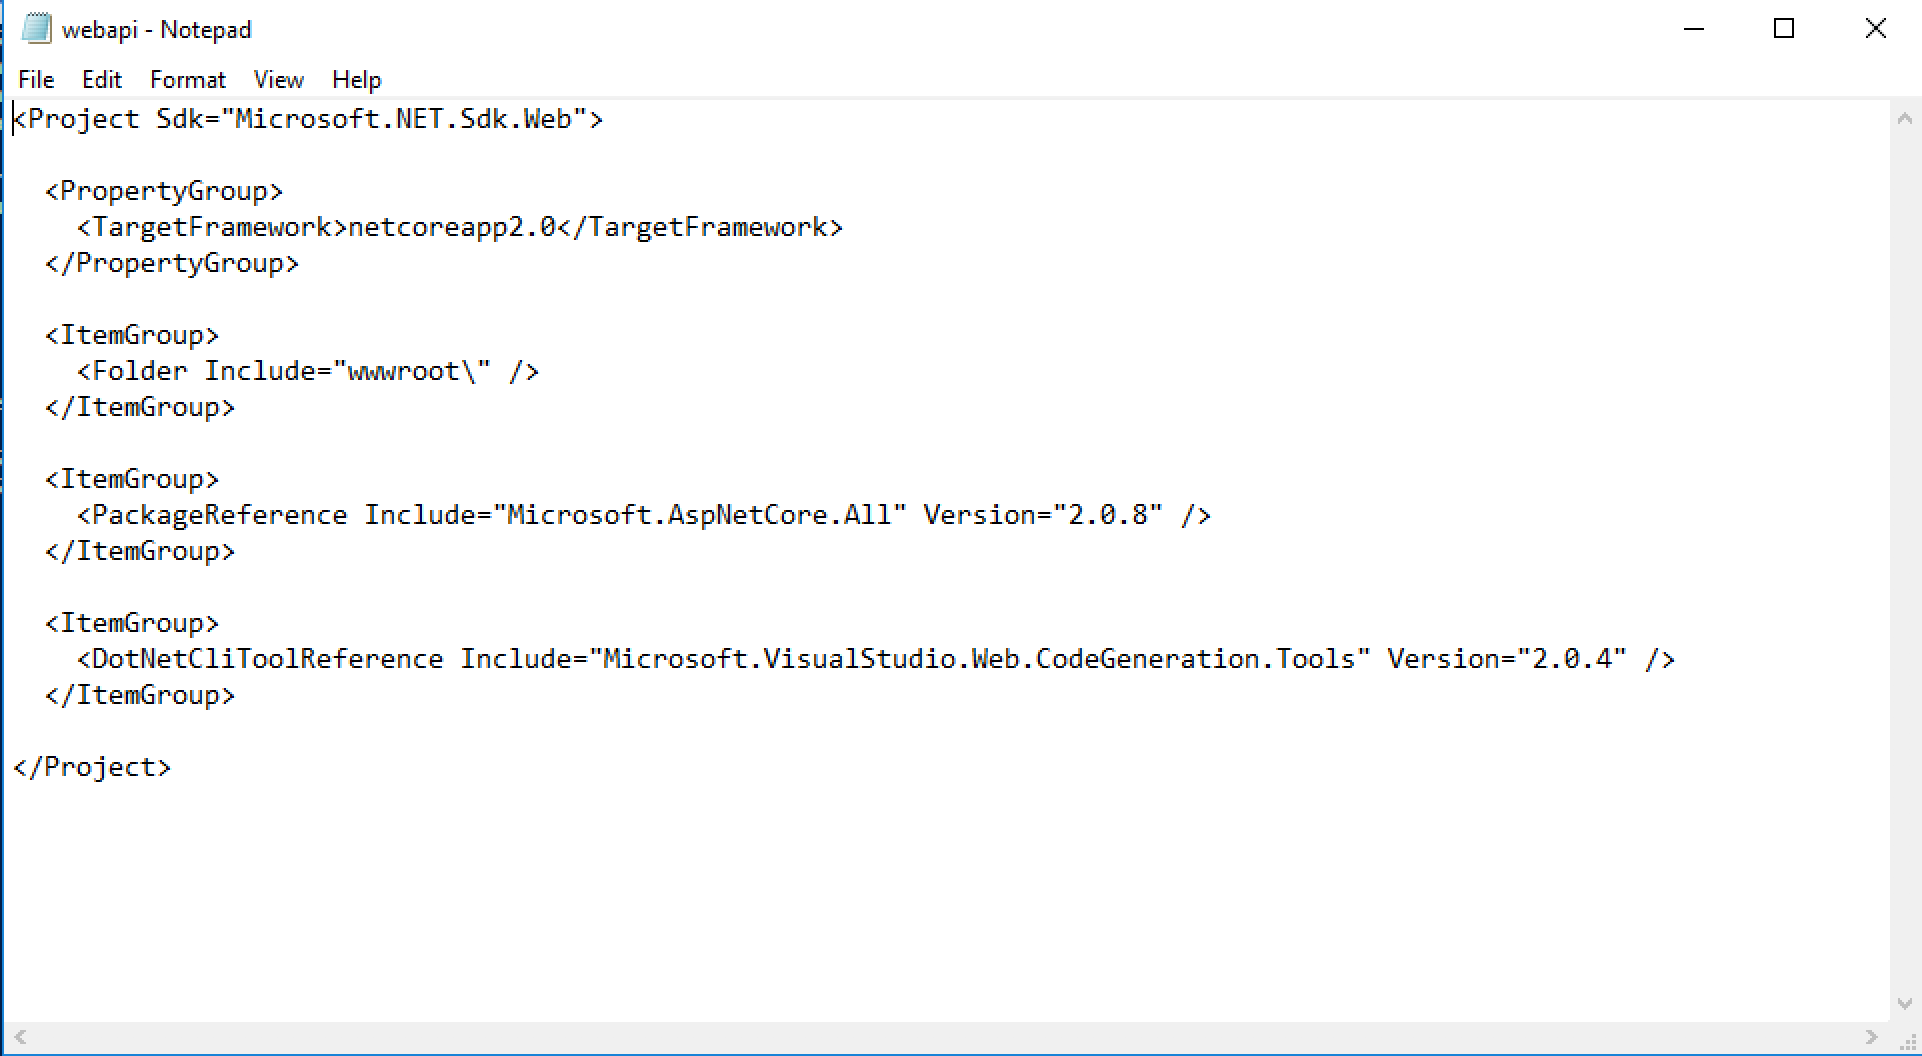 webapi - Notepad
File Edit Format View Help
<Project Sdk="Microsoft.NET.Sdk.Web">
<PropertyGroup>
<TargetFramework>netcoreapp2.0</TargetFramework>
</PropertyGroup>
<ItemGroup>
<Folder Include="wwwroot\" />
</ItemGroup>
<ItemGroup>
<PackageReference Include="Microsoft.AspNetCore.All" Version="2.0.8" />
</ItemGroup>
<ItemGroup>
<DotNetCliToolReference Include="Microsoft.VisualStudio.Web.CodeGeneration.Tools" Version="2.0.4" />
</ItemGroup>
</Project>